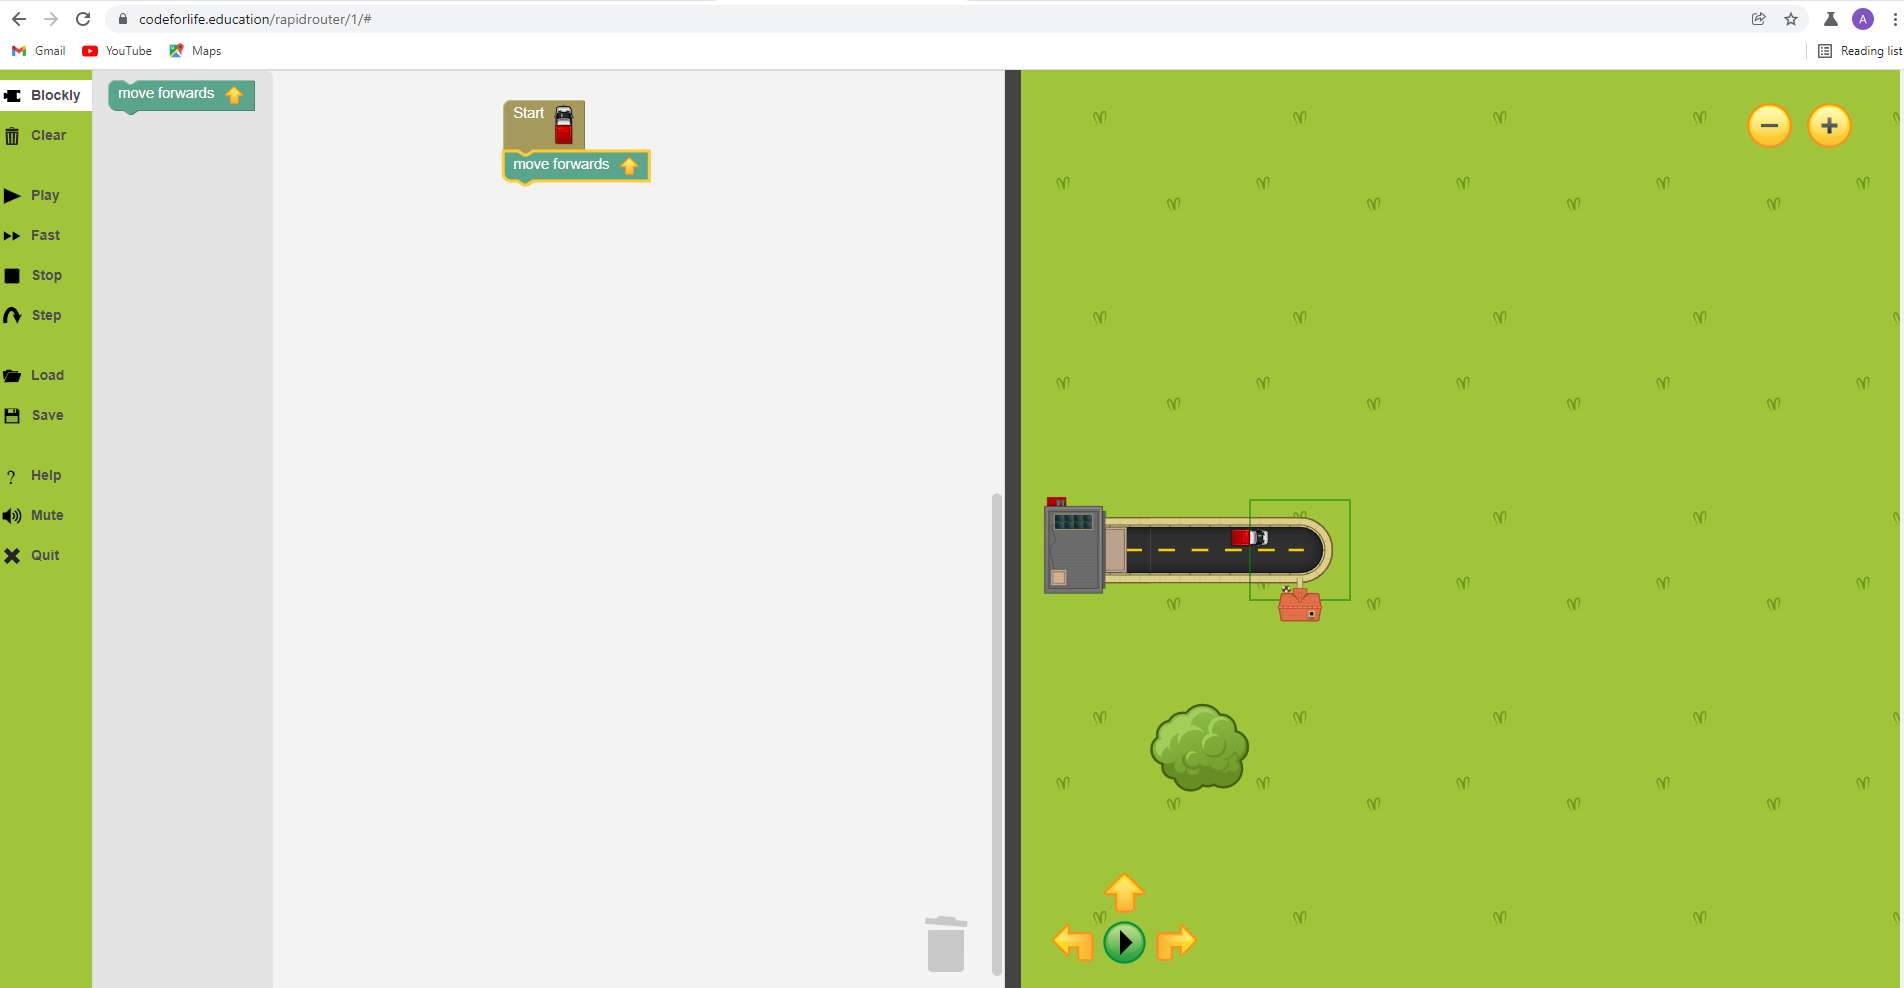 codeforlife.education/rapidrouter/1/#
A
Gmail YouTube Maps Reading list
Blockly
Clear
Play
Fast
Stop
Step
Load
Save
Help
Mute
Quit
move forwards
Start
move forwards